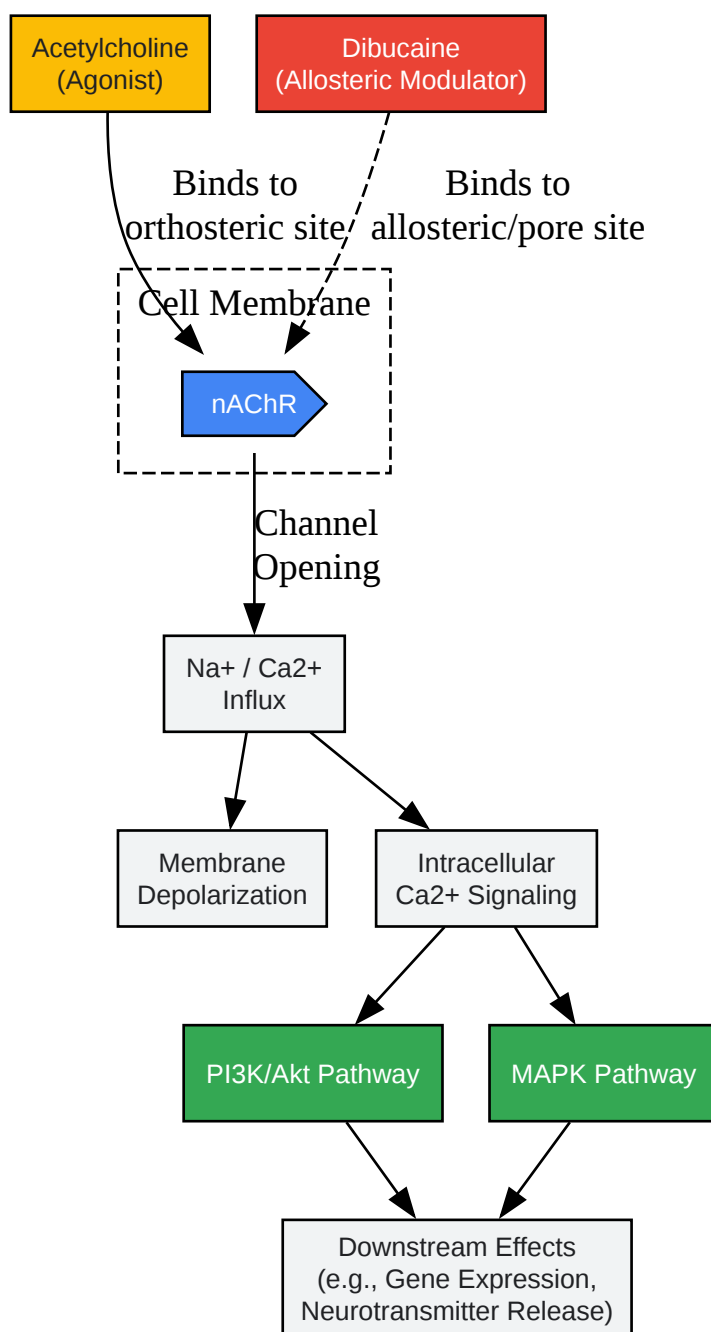 Acetylcholine
(Agonist)
Dibucaine
(Allosteric Modulator)
Binds to
orthosteric site
Binds to
allosteric/pore site
Cell Membrane
nAChR
Channel
Opening
Na+ / Ca2+
Influx
Membrane
Depolarization
Intracellular
Ca2+ Signaling
PI3K/Akt Pathway
MAPK Pathway
Downstream Effects
(e.g., Gene Expression,
Neurotransmitter Release)